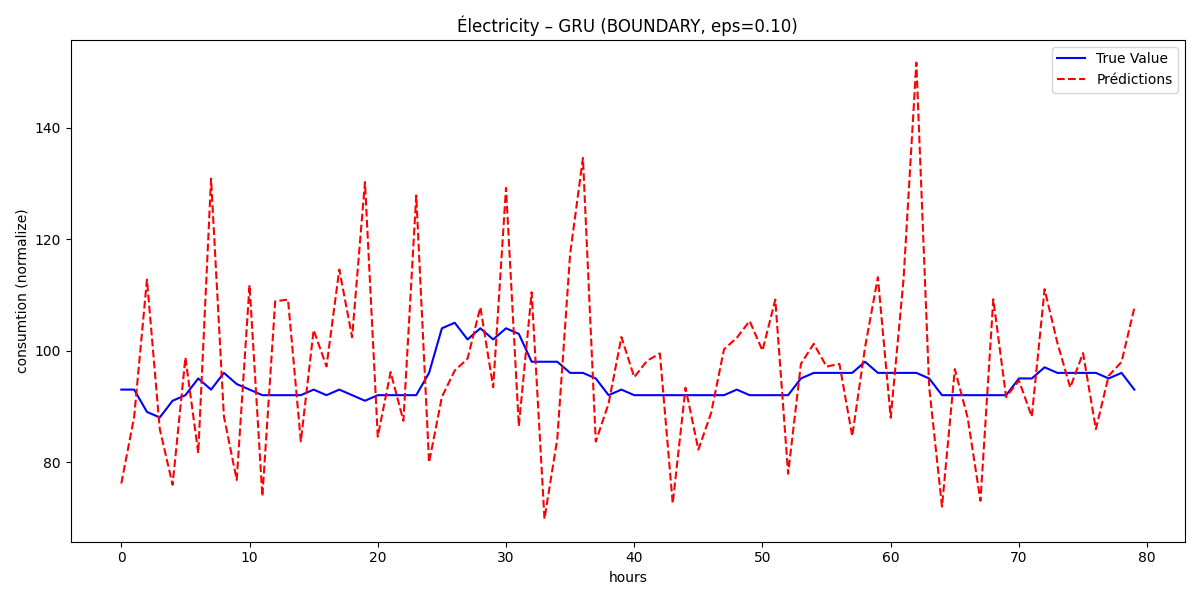 Électricity – GRU (BOUNDARY, eps=0.10)
True Value
Prédictions
consumtion (normalize)
140
120
100
80
0 10 20 30 40 50 60 70 80
hours